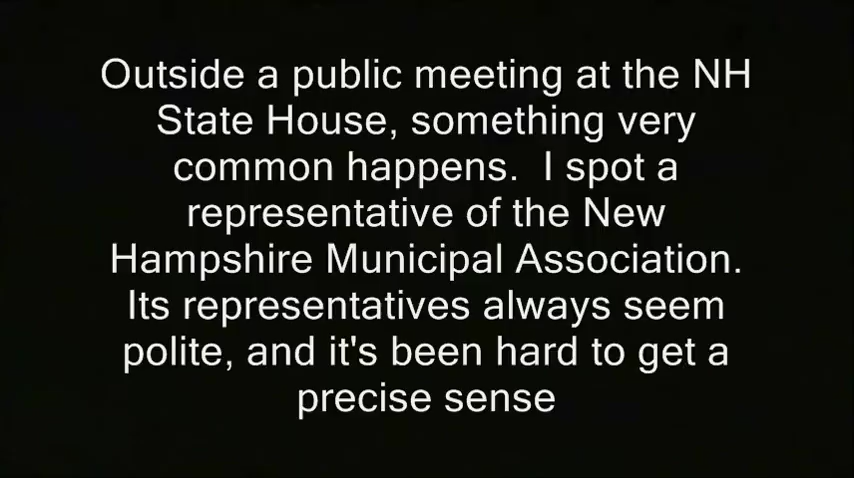 Outside a public meeting at the NH
State House, something very
common happens.  I spot a
representative of the New
Hampshire Municipal Association.
Its representatives always seem
polite, and it's been hard to get a
precise sense